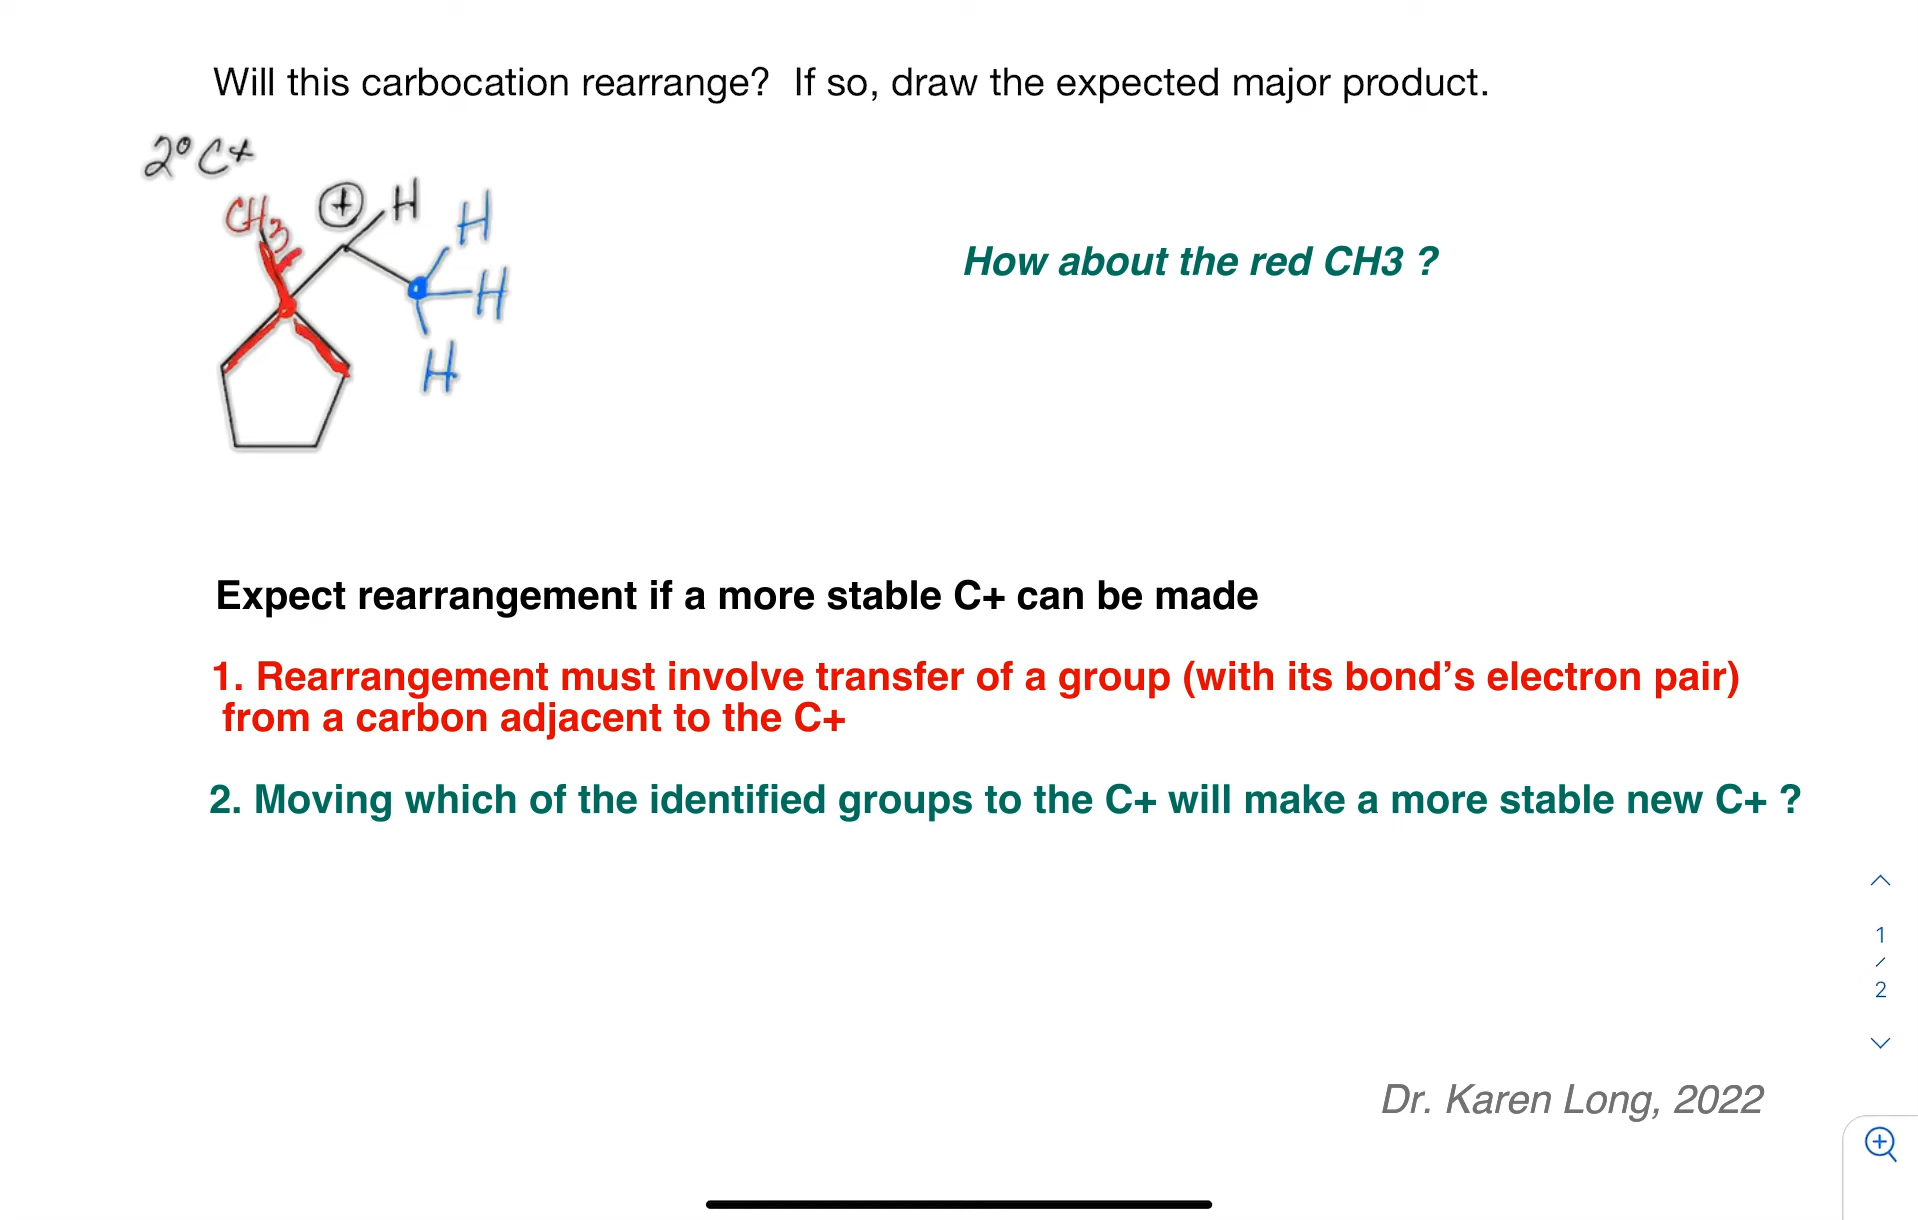 Will this carbocation rearrange? If so, draw the expected major product.
2° C+
CH3
+
H
H
H
H
How about the red CH3 ?
Expect rearrangement if a more stable C+ can be made
1. Rearrangement must involve transfer of a group (with its bond’s electron pair)
from a carbon adjacent to the C+
2. Moving which of the identified groups to the C+ will make a more stable new C+ ?
1
/
2
Dr. Karen Long, 2022